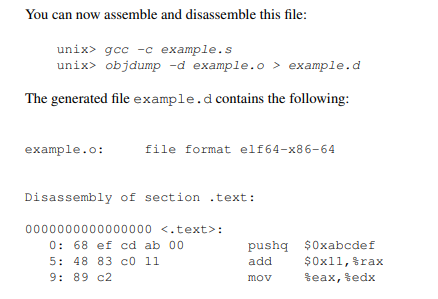 You can now assemble and disassemble this file:
unix> gcc -c example.s
unix> objdump -d example.o > example.d
The generated file example.d contains the following:
example.o:     file format elf64-x86-64
Disassembly of section .text:
0000000000000000 <.text>:
0: 68 ef cd ab 00     pushq  $0xabcdef
5: 48 83 c0 11     add    $0x11,%rax
9: 89 c2     mov    %eax,%edx